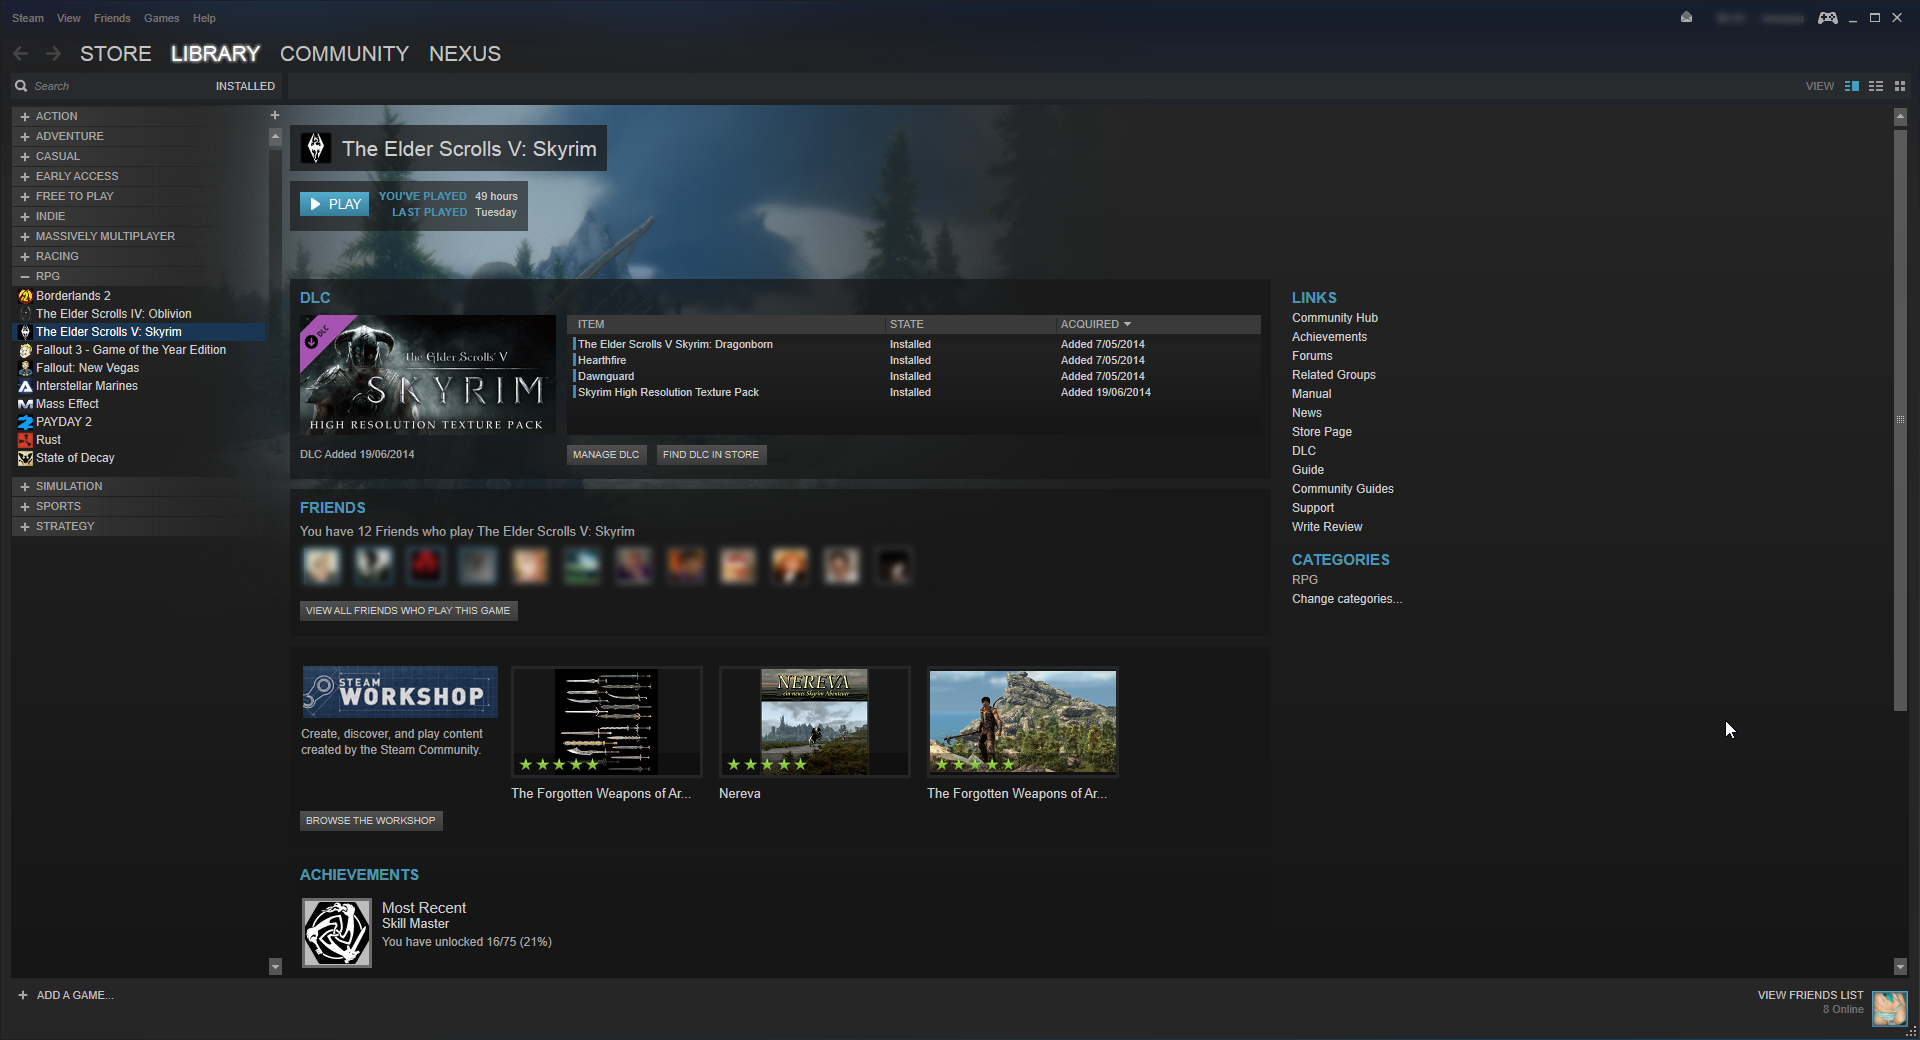 Steam View Friends Games Help
STORE LIBRARY COMMUNITY NEXUS
Search INSTALLED
VIEW
ACTION
ADVENTURE
CASUAL
EARLY ACCESS
FREE TO PLAY
INDIE
MASSIVELY MULTIPLAYER
RACING
RPG
Borderlands 2
The Elder Scrolls IV: Oblivion
The Elder Scrolls V: Skyrim
Fallout 3 - Game of the Year Edition
Fallout: New Vegas
Interstellar Marines
Mass Effect
PAYDAY 2
Rust
State of Decay
SIMULATION
SPORTS
STRATEGY
The Elder Scrolls V: Skyrim
PLAY
YOU'VE PLAYED 49 hours
LAST PLAYED Tuesday
DLC
DLC
The Elder Scrolls V
SKYRIM
HIGH RESOLUTION TEXTURE PACK
DLC Added 19/06/2014
ITEM STATE ACQUIRED
The Elder Scrolls V Skyrim: Dragonborn Installed Added 7/05/2014
Hearthfire Installed Added 7/05/2014
Dawnguard Installed Added 7/05/2014
Skyrim High Resolution Texture Pack Installed Added 19/06/2014
MANAGE DLC FIND DLC IN STORE
FRIENDS
You have 12 Friends who play The Elder Scrolls V: Skyrim
VIEW ALL FRIENDS WHO PLAY THIS GAME
STEAM
WORKSHOP
Create, discover, and play content
created by the Steam Community.
BROWSE THE WORKSHOP
The Forgotten Weapons of Ar...
NEREVA
...ein neues Skyrim Abenteuer
Nereva
The Forgotten Weapons of Ar...
ACHIEVEMENTS
Most Recent
Skill Master
You have unlocked 16/75 (21%)
LINKS
Community Hub
Achievements
Forums
Related Groups
Manual
News
Store Page
DLC
Guide
Community Guides
Support
Write Review
CATEGORIES
RPG
Change categories...
ADD A GAME...
VIEW FRIENDS LIST
8 Online